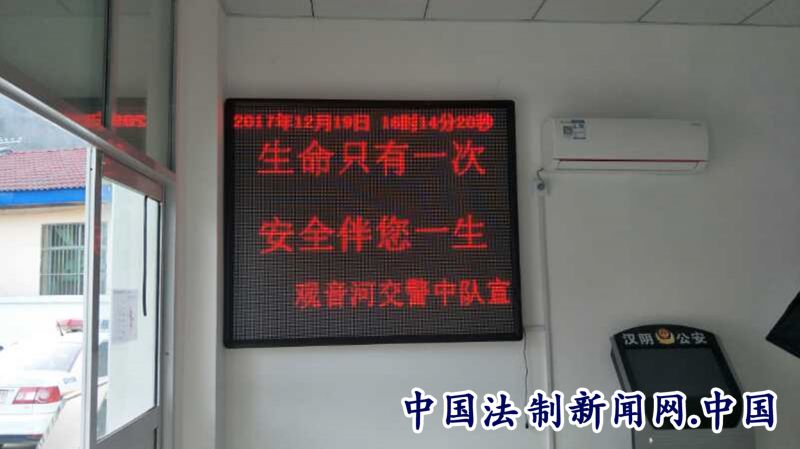 2017年12月19日 16时14分20秒
生命只有一次
安全伴您一生
观音河交警中队宣
汉阴 公安
中国法制新闻网.中国